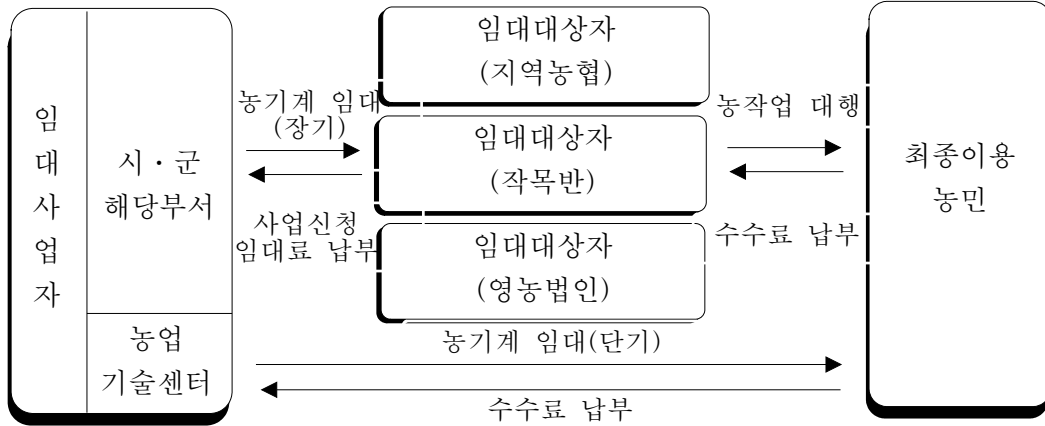 임
대
사
업
자
시·군
해당부서
농업
기술센터
농기계 임대
(장기)
사업신청
임대료 납부
임대대상자
(지역농협)
임대대상자
(작목반)
임대대상자
(영농법인)
농작업 대행
수수료 납부
최종이용
농민
농기계 임대(단기)
수수료 납부